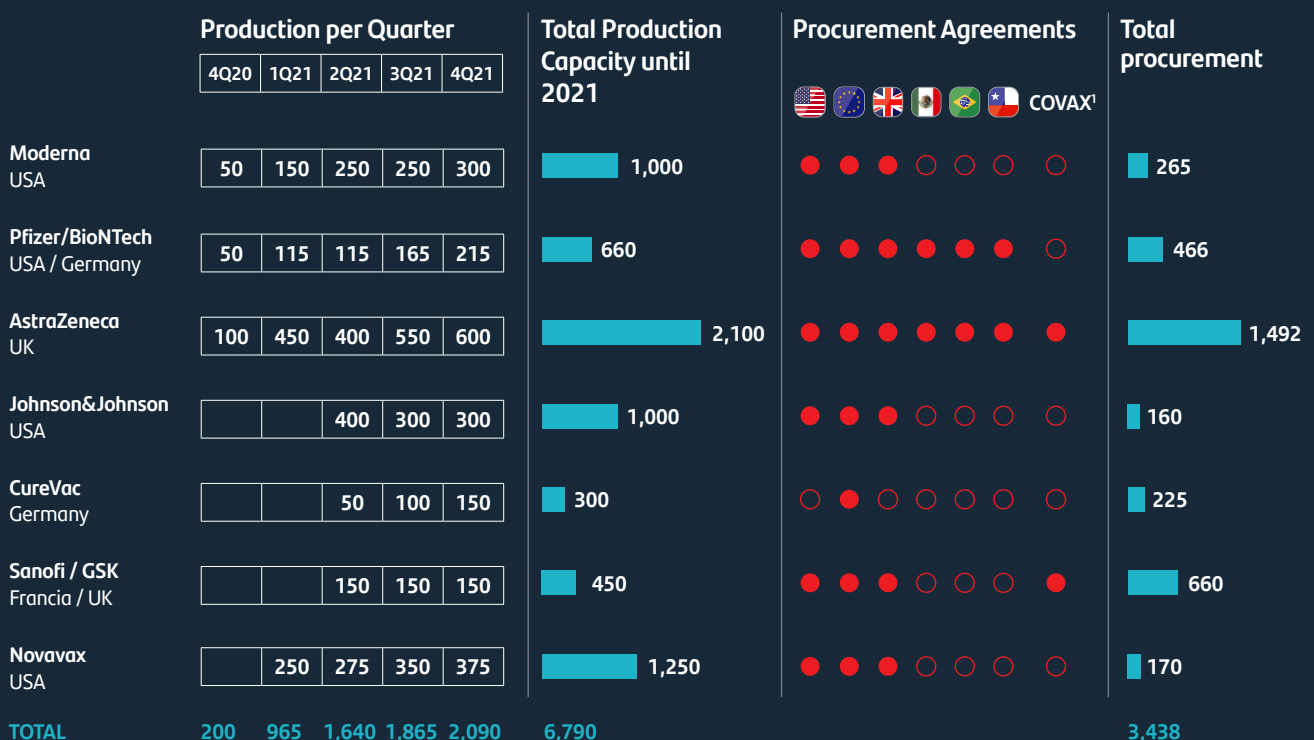 Production per Quarter
4Q20 1Q21 2Q21 3Q21 4Q21
Total Production
Capacity until
2021
Procurement Agreements
COVAX¹
Total
procurement
Moderna
USA
50 150 250 250 300
1,000
265
Pfizer/BioNTech
USA / Germany
50 115 115 165 215
660
466
AstraZeneca
UK
100 450 400 550 600
2,100
1,492
Johnson&Johnson
USA
400 300 300
1,000
160
CureVac
Germany
50 100 150
300
225
Sanofi / GSK
Francia / UK
150 150 150
450
660
Novavax
USA
250 275 350 375
1,250
170
TOTAL 200 965 1,640 1,865 2,090 6,790 3,438